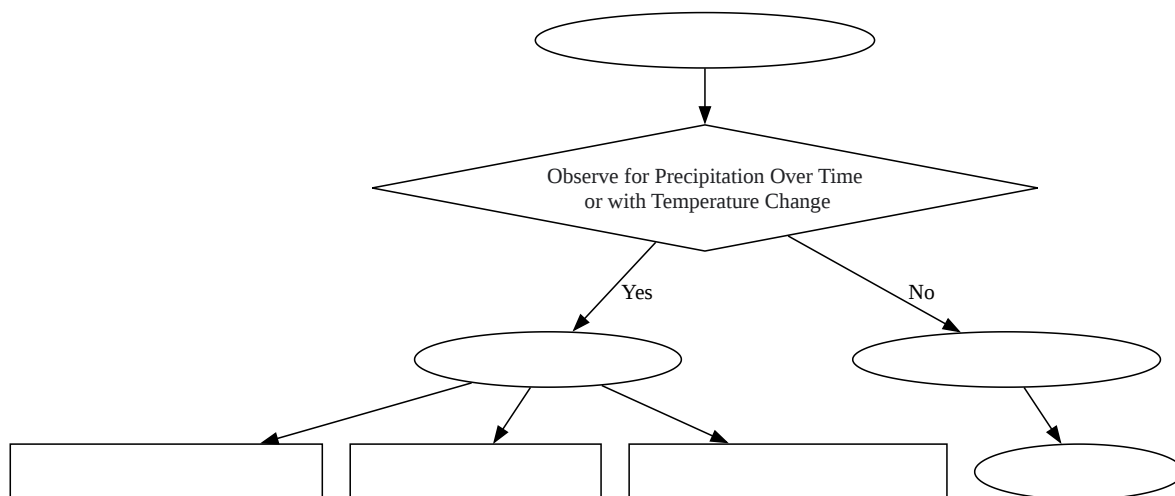 Observe for Precipitation Over Time
or with Temperature Change
Yes
No